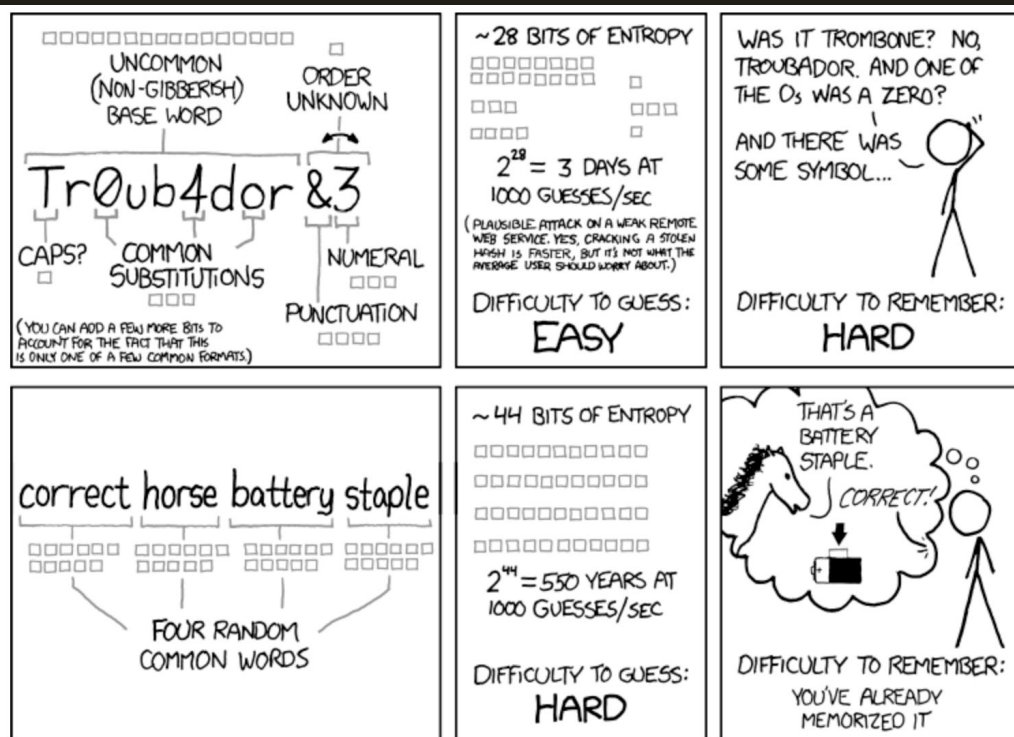 UNCOMMON
(NON-GIBBERISH)
BASE WORD
ORDER
UNKNOWN
Tr0ub4dor &3
CAPS?
COMMON
SUBSTITUTIONS
NUMERAL
PUNCTUATION
(YOU CAN ADD A FEW MORE BITS TO
ACCOUNT FOR THE FACT THAT THIS
IS ONLY ONE OF A FEW COMMON FORMATS.)
~28 BITS OF ENTROPY
2^28 = 3 DAYS AT
1000 GUESSES/SEC
(PLAUSIBLE ATTACK ON A WEAK REMOTE
WEB SERVICE. YES, CRACKING A STOLEN
HASH IS FASTER, BUT IT'S NOT WHAT THE
AVERAGE USER SHOULD WORRY ABOUT.)
DIFFICULTY TO GUESS:
EASY
WAS IT TROMBONE? NO,
TROUBADOR. AND ONE OF
THE Os WAS A ZERO?
AND THERE WAS
SOME SYMBOL...
DIFFICULTY TO REMEMBER:
HARD
correct horse battery staple
FOUR RANDOM
COMMON WORDS
~44 BITS OF ENTROPY
2^44 = 550 YEARS AT
1000 GUESSES/SEC
DIFFICULTY TO GUESS:
HARD
THAT'S A
BATTERY
STAPLE.
CORRECT!
DIFFICULTY TO REMEMBER:
YOU'VE ALREADY
MEMORIZED IT